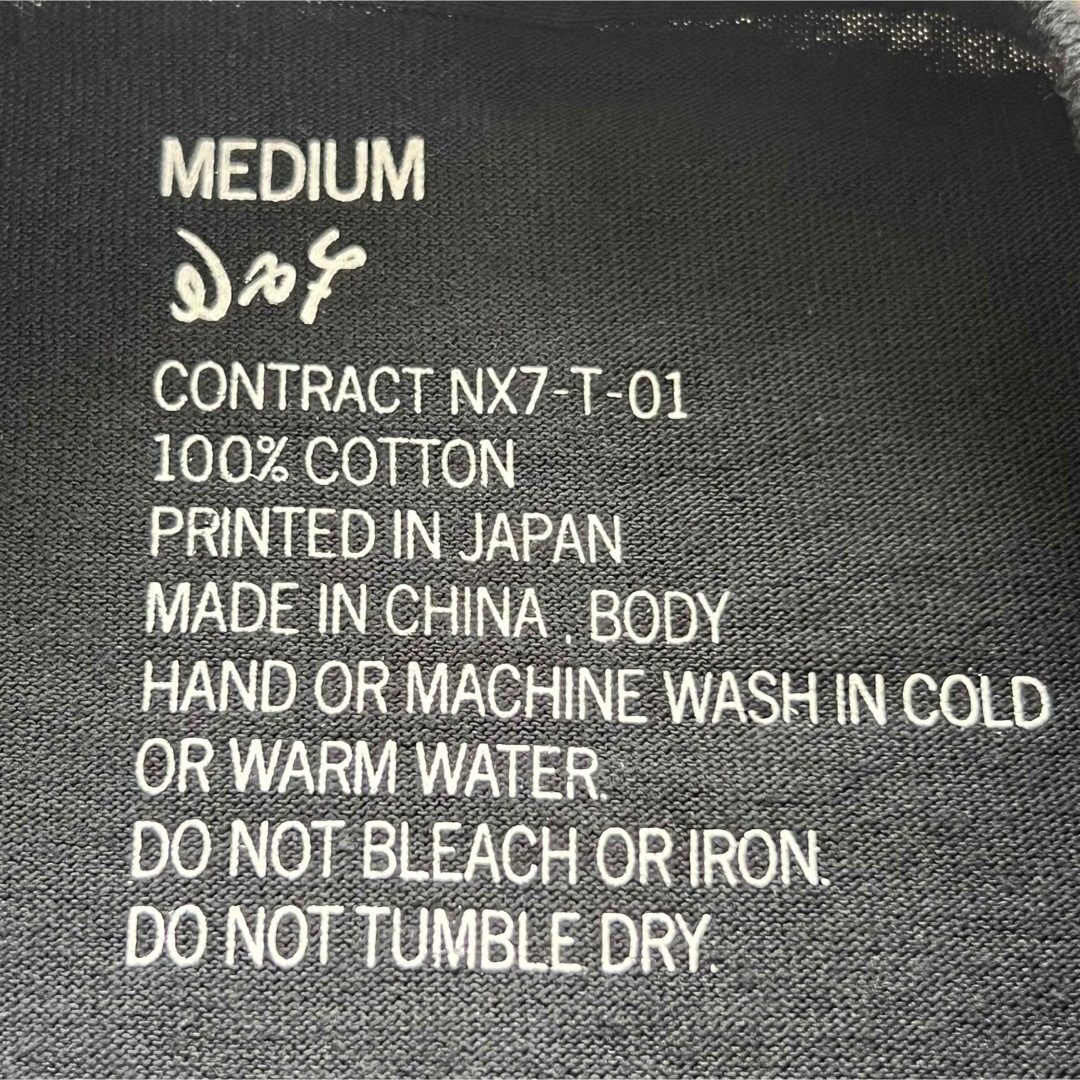 MEDIUM
CONTRACT NX7-T-01
100% COTTON
PRINTED IN JAPAN
MADE IN CHINA . BODY
HAND OR MACHINE WASH IN COLD
OR WARM WATER.
DO NOT BLEACH OR IRON.
DO NOT TUMBLE DRY.